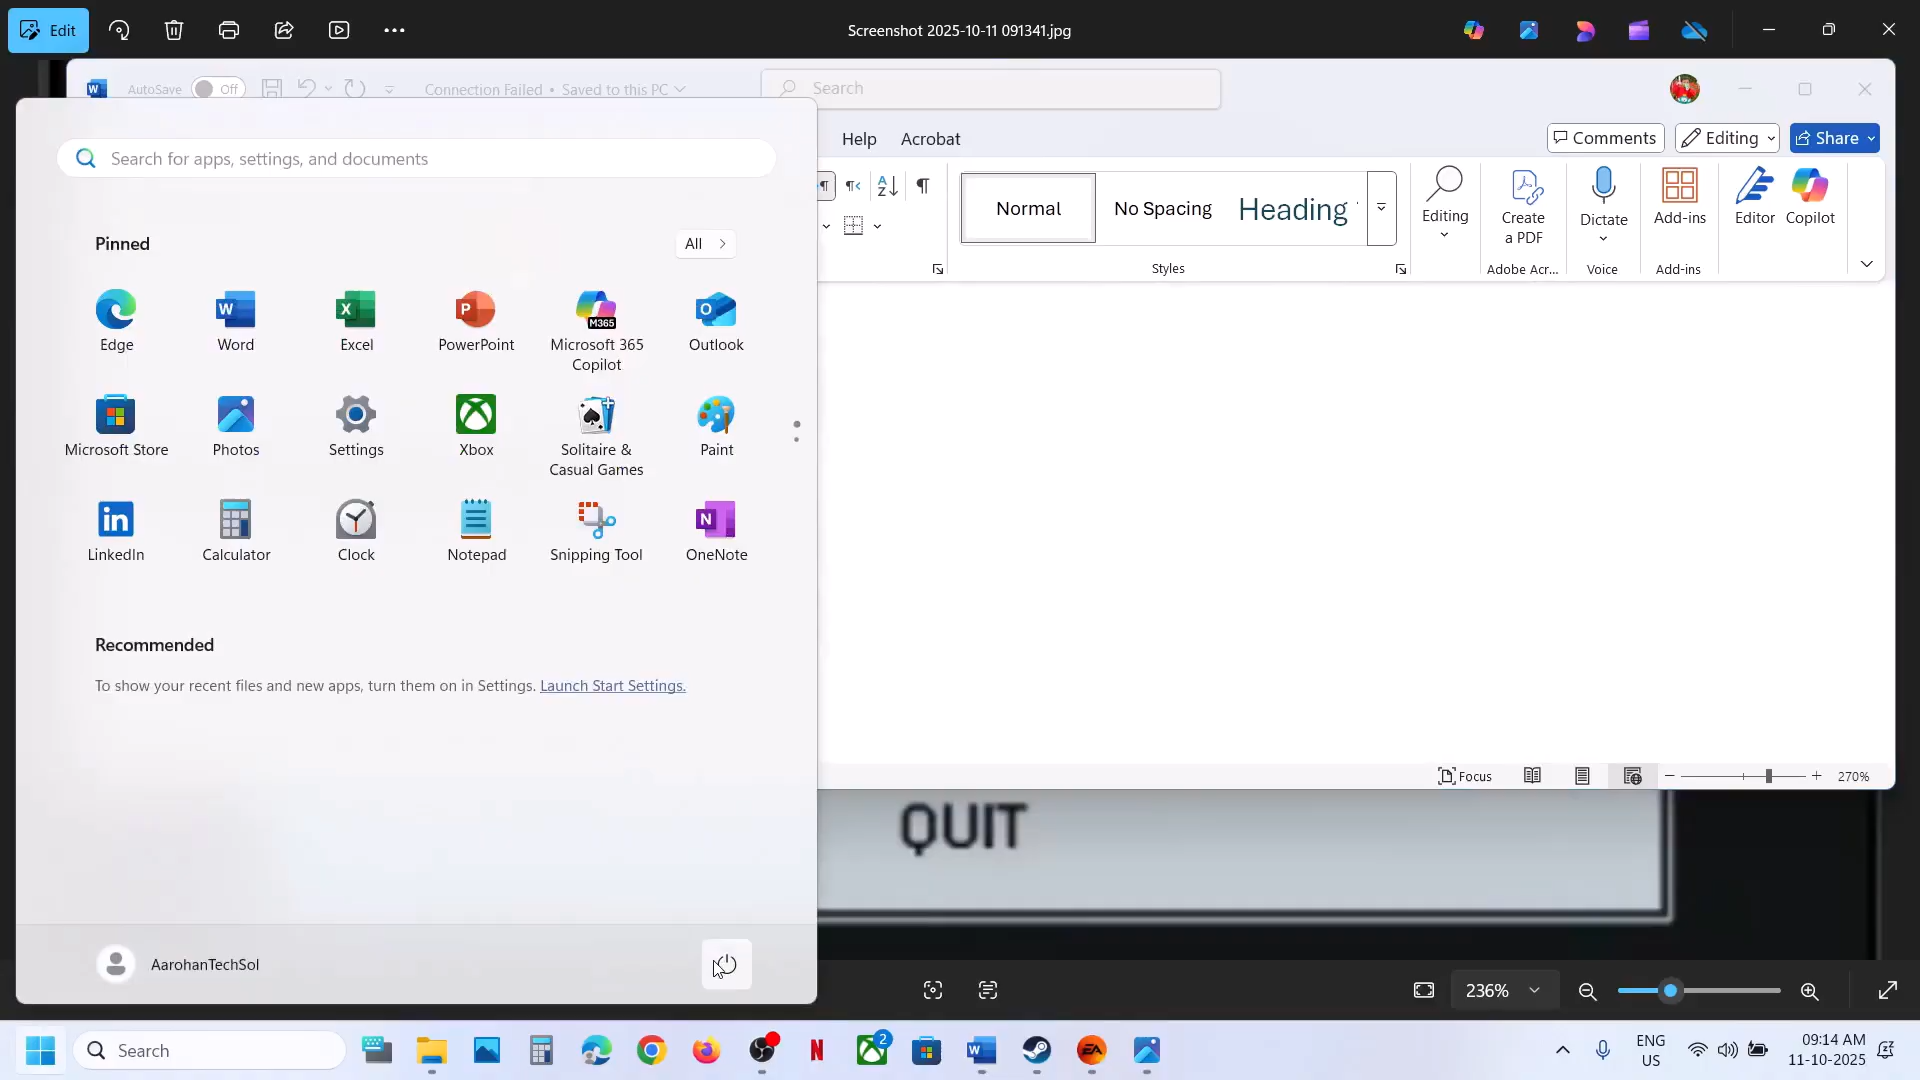 Edit
Screenshot 2025-10-11 091341.jpg
AutoSave Off Connection Failed • Saved to this PC Search
Help Acrobat
Comments Editing Share
Search for apps, settings, and documents
Pinned
All
Edge Word Excel PowerPoint Microsoft 365 Copilot Outlook
Microsoft Store Photos Settings Xbox Solitaire & Casual Games Paint
LinkedIn Calculator Clock Notepad Snipping Tool OneNote
Recommended
To show your recent files and new apps, turn them on in Settings. Launch Start Settings.
AarohanTechSol
Normal No Spacing Heading
Editing
Create a PDF
Dictate
Add-ins
Editor
Copilot
Styles
Adobe Acr...
Voice
Add-ins
Focus
270%
QUIT
236%
Search
2
ENG
US
09:14 AM
11-10-2025